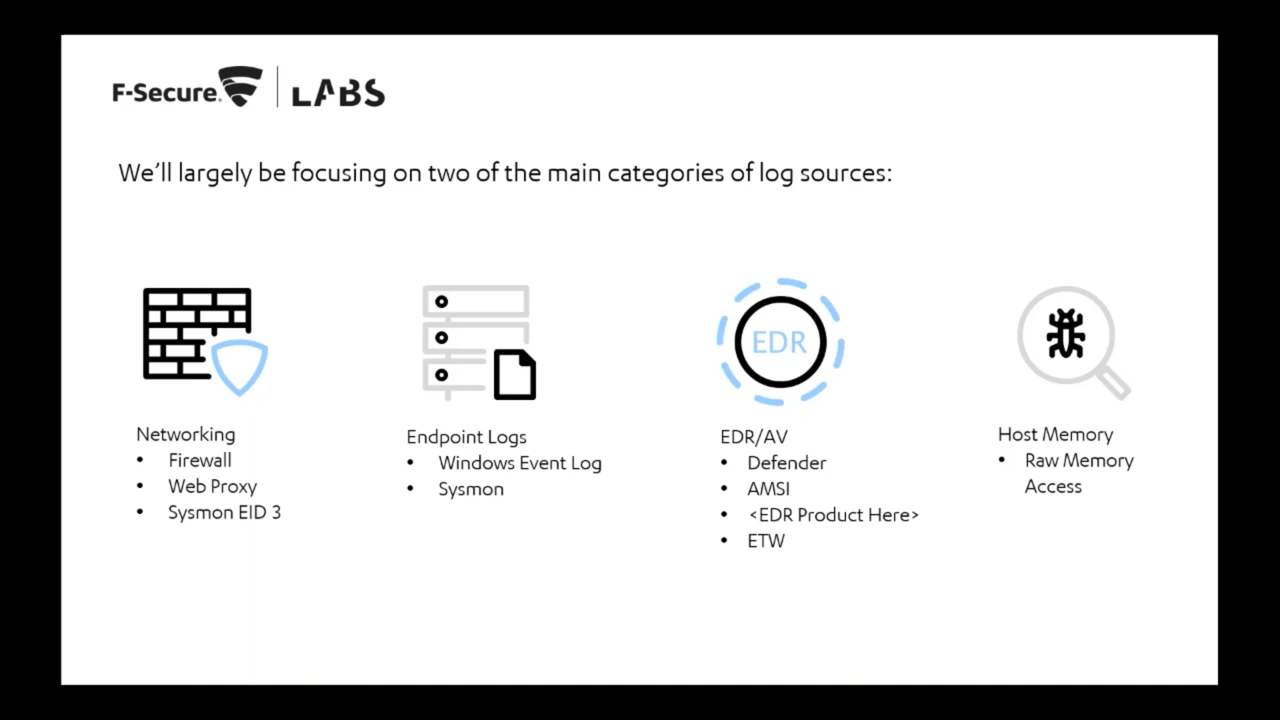 F-Secure. LABS
We'll largely be focusing on two of the main categories of log sources:
EDR
Networking
• Firewall
• Web Proxy
• Sysmon EID 3
Endpoint Logs
• Windows Event Log
• Sysmon
EDR/AV
• Defender
• AMSI
• <EDR Product Here>
• ETW
Host Memory
• Raw Memory
Access